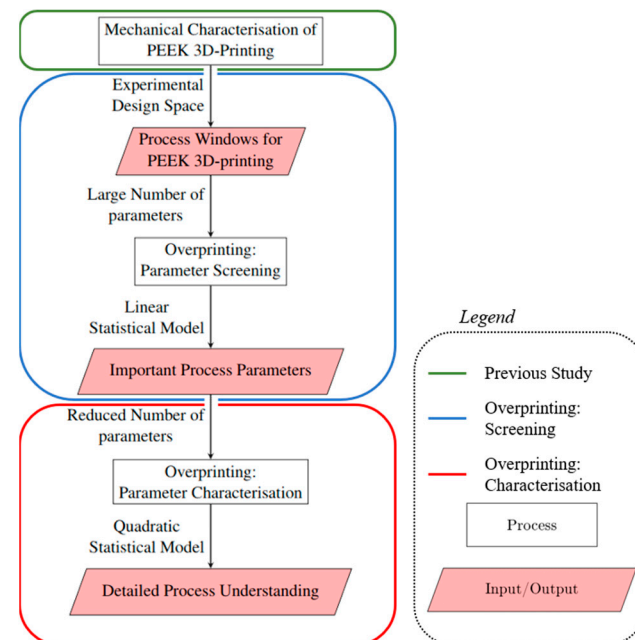 Mechanical Characterisation of
PEEK 3D-Printing
Experimental
Design Space
Process Windows for
PEEK 3D-printing
Large Number of
parameters
Overprinting:
Parameter Screening
Linear
Statistical Model
Important Process Parameters
Reduced Number of
parameters
Overprinting:
Parameter Characterisation
Quadratic
Statistical Model
Detailed Process Understanding
Legend
Previous Study
Overprinting:
Screening
Overprinting:
Characterisation
Process
Input/Output